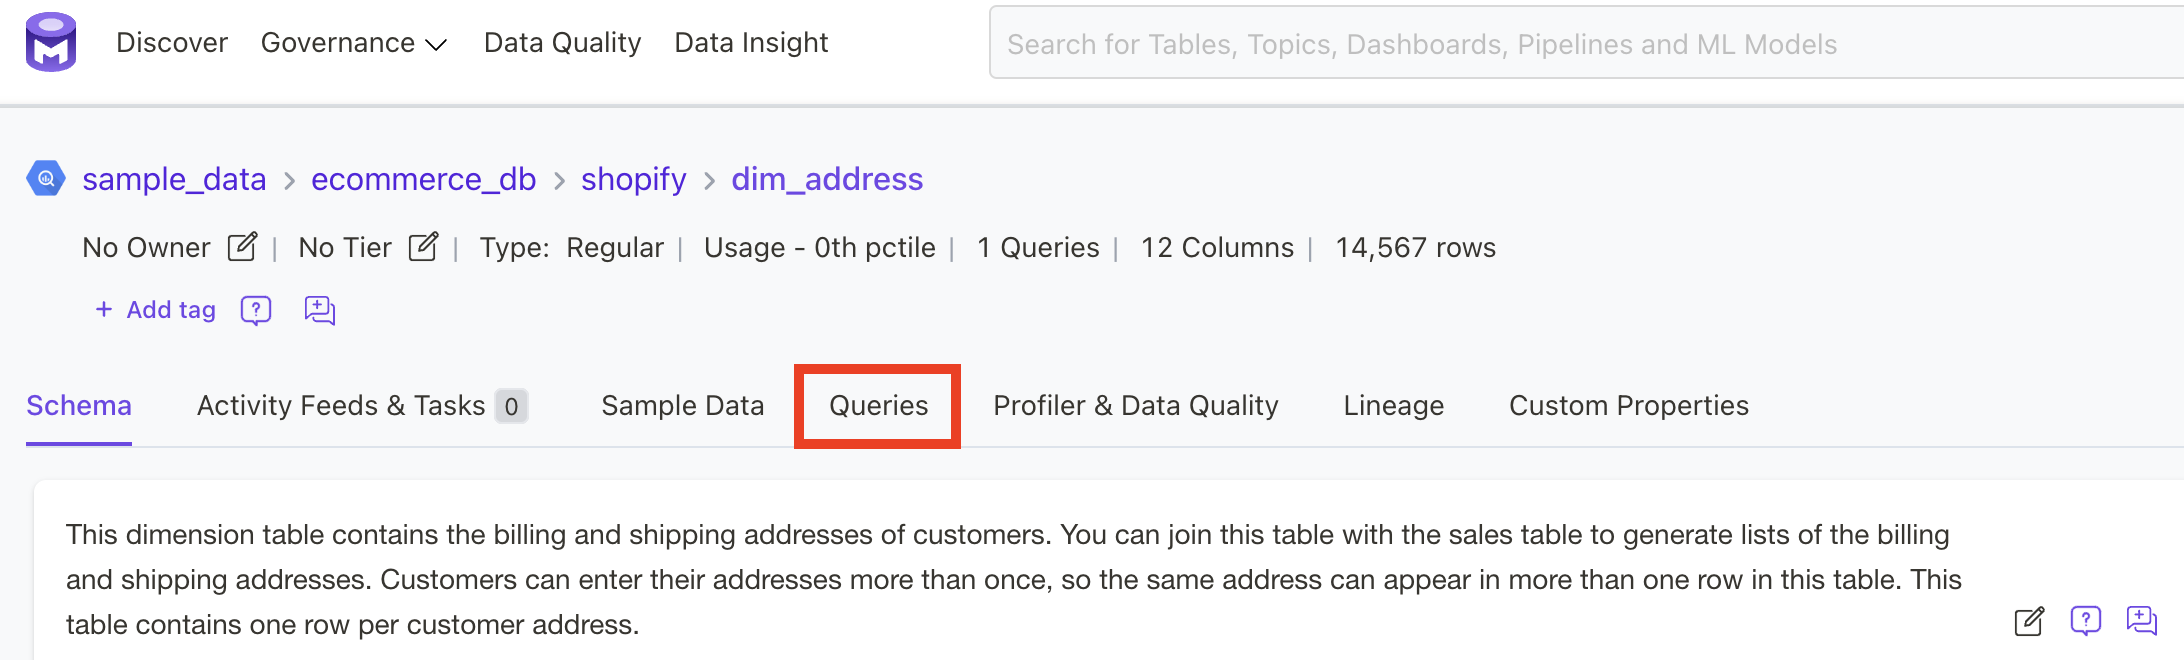 Discover Governance Data Quality Data Insight Search for Tables, Topics, Dashboards, Pipelines and ML Models
sample_data > ecommerce_db > shopify > dim_address
No Owner | No Tier | Type: Regular | Usage - 0th pctile | 1 Queries | 12 Columns | 14,567 rows
+ Add tag
Schema Activity Feeds & Tasks 0 Sample Data Queries Profiler & Data Quality Lineage Custom Properties
This dimension table contains the billing and shipping addresses of customers. You can join this table with the sales table to generate lists of the billing
and shipping addresses. Customers can enter their addresses more than once, so the same address can appear in more than one row in this table. This
table contains one row per customer address.